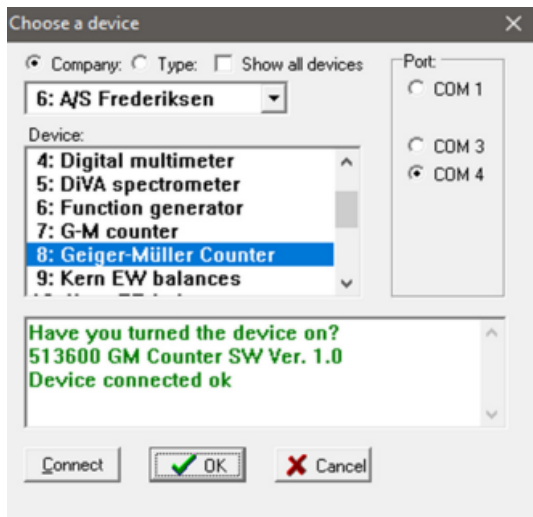 Choose a device
Company: Type: Show all devices
6: A/S Frederiksen
Device:
4: Digital multimeter
5: DiVA spectrometer
6: Function generator
7: G-M counter
8: Geiger-Müller Counter
9: Kern EW balances
Port:
COM 1
COM 3
COM 4
Have you turned the device on?
513600 GM Counter SW Ver. 1.0
Device connected ok
Connect OK Cancel